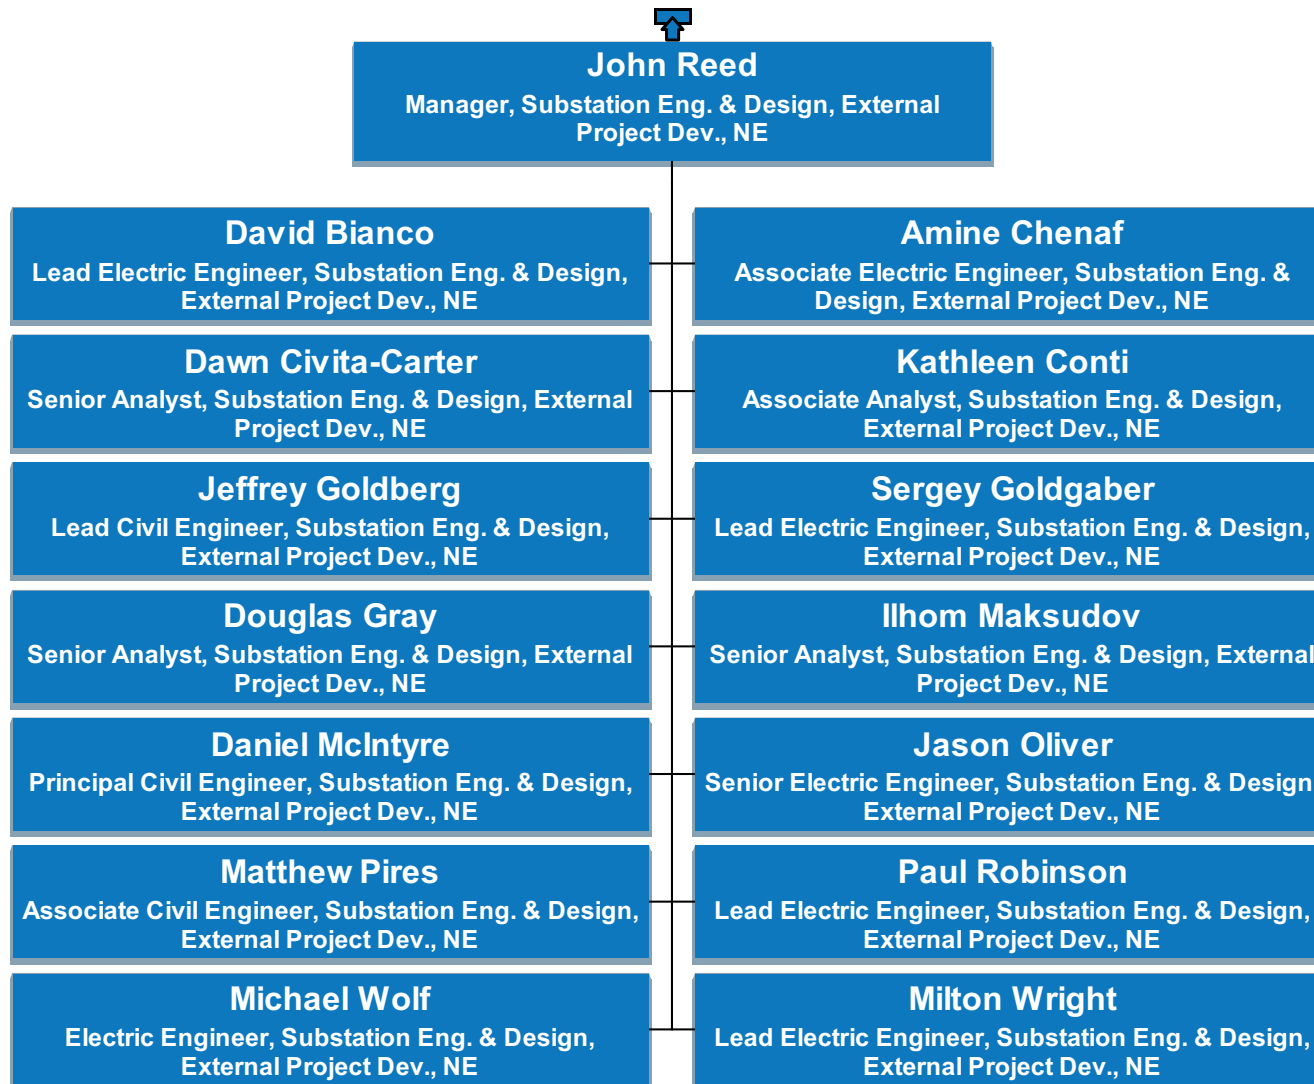 John Reed
Manager, Substation Eng. & Design, External
Project Dev., NE
David Bianco
Lead Electric Engineer, Substation Eng. & Design,
External Project Dev., NE
Amine Chenaf
Associate Electric Engineer, Substation Eng. &
Design, External Project Dev., NE
Dawn Civita-Carter
Senior Analyst, Substation Eng. & Design, External
Project Dev., NE
Kathleen Conti
Associate Analyst, Substation Eng. & Design,
External Project Dev., NE
Jeffrey Goldberg
Lead Civil Engineer, Substation Eng. & Design,
External Project Dev., NE
Sergey Goldgaber
Lead Electric Engineer, Substation Eng. & Design,
External Project Dev., NE
Douglas Gray
Senior Analyst, Substation Eng. & Design, External
Project Dev., NE
Ilhom Maksudov
Senior Analyst, Substation Eng. & Design, External
Project Dev., NE
Daniel McIntyre
Principal Civil Engineer, Substation Eng. & Design,
External Project Dev., NE
Jason Oliver
Senior Electric Engineer, Substation Eng. & Design
External Project Dev., NE
Matthew Pires
Associate Civil Engineer, Substation Eng. & Design,
External Project Dev., NE
Paul Robinson
Lead Electric Engineer, Substation Eng. & Design,
External Project Dev., NE
Michael Wolf
Electric Engineer, Substation Eng. & Design,
External Project Dev., NE
Milton Wright
Lead Electric Engineer, Substation Eng. & Design,
External Project Dev., NE